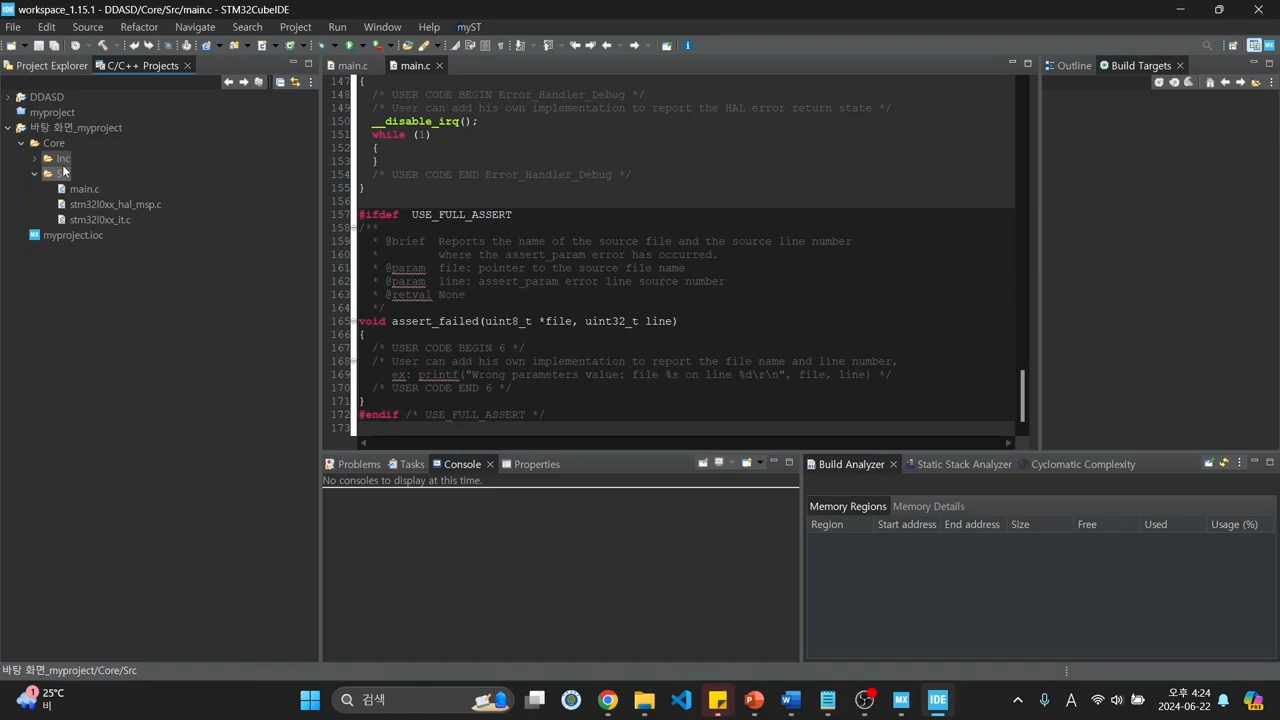 workspace_1.15.1 - DDASD/Core/Src/main.c - STM32CubeIDE
File Edit Source Refactor Navigate Search Project Run Window Help myST
Project Explorer
C/C++ Projects
main.c
main.c
Outline
Build Targets
DDASD
myproject
바탕 화면_myproject
Core
Inc
main.c
stm32l0xx_hal_msp.c
stm32l0xx_it.c
myproject.ioc
147 {
148 /* USER CODE BEGIN Error_Handler_Debug */
149 /* User can add his own implementation to report the HAL error return state */
150 __disable_irq();
151 while (1)
152 {
153 }
154 /* USER CODE END Error_Handler_Debug */
155 }
156
157 #ifdef  USE_FULL_ASSERT
158 /**
159 * @brief  Reports the name of the source file and the source line number
160 *         where the assert_param error has occurred.
161 * @param  file: pointer to the source file name
162 * @param  line: assert_param error line source number
163 * @retval None
164 */
165 void assert_failed(uint8_t *file, uint32_t line)
166 {
167 /* USER CODE BEGIN 6 */
168 /* User can add his own implementation to report the file name and line number,
169 ex: printf("Wrong parameters value: file %s on line %d\r\n", file, line) */
170 /* USER CODE END 6 */
171 }
172 #endif /* USE_FULL_ASSERT */
173
Problems Tasks Console Properties
No consoles to display at this time.
Build Analyzer Static Stack Analyzer Cyclomatic Complexity
Memory Regions Memory Details
Region Start address End address Size Free Used Usage (%)
바탕 화면_myproject/Core/Src
1
25°C
비
검색
A
오후 4:24
2024-06-22